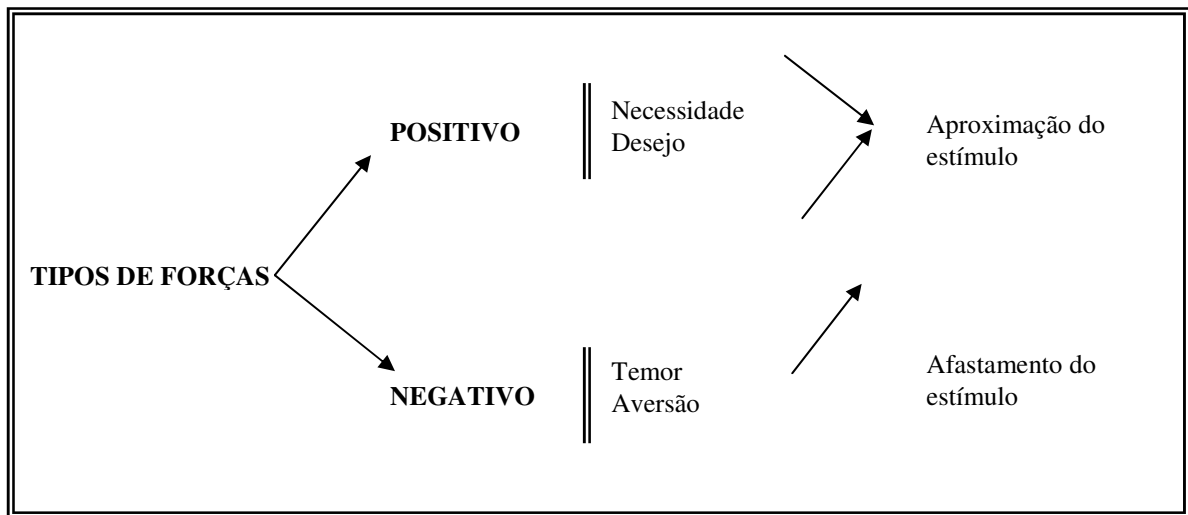 TIPOS DE FORÇAS
POSITIVO
Necessidade
Desejo
Aproximação do
estímulo
NEGATIVO
Temor
Aversão
Afastamento do
estímulo